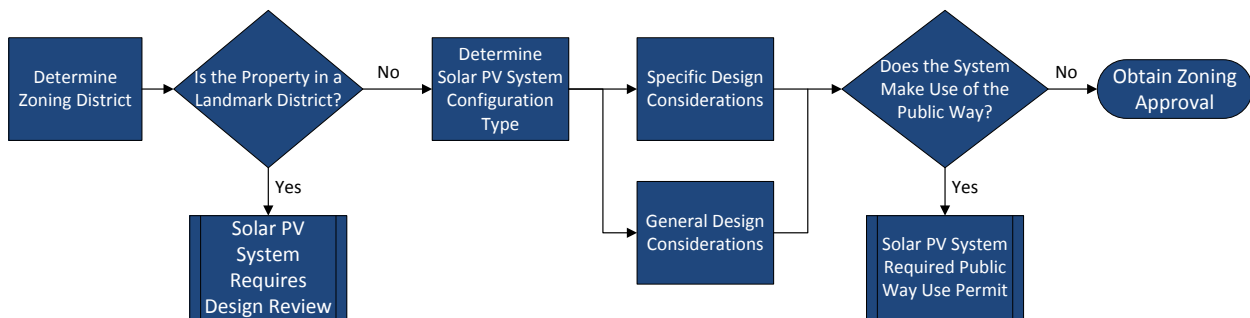 Determine
Zoning District
Is the Property in a
Landmark District?
No
Yes
Solar PV
System
Requires
Design Review
Determine
Solar PV System
Configuration
Type
Specific Design
Considerations
General Design
Considerations
Does the System
Make Use of the
Public Way?
No
Yes
Solar PV System
Required Public
Way Use Permit
Obtain Zoning
Approval